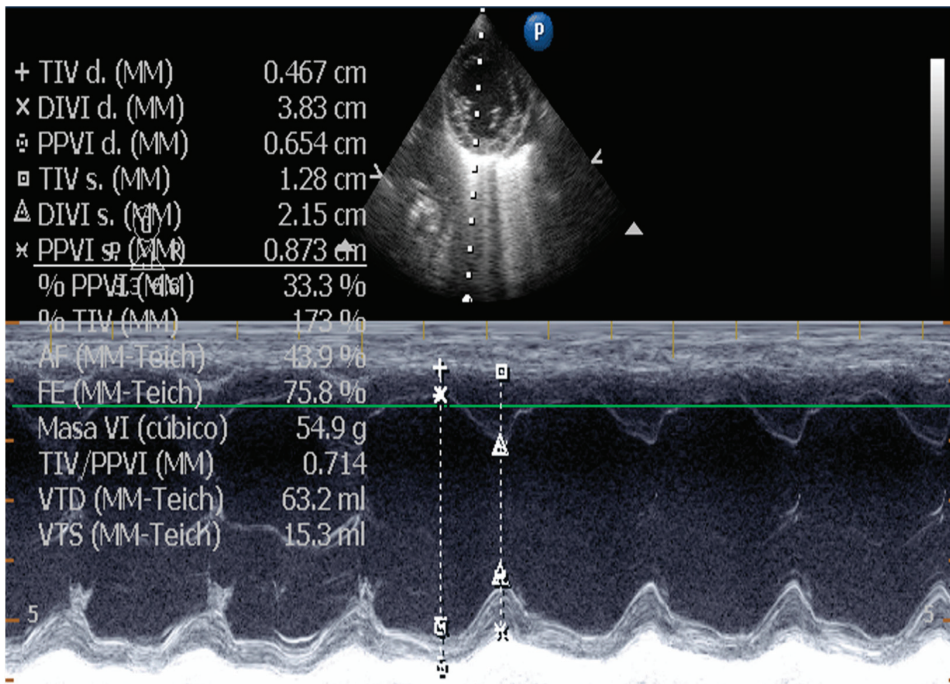 P
TIV d. (MM) 0.467 cm
DIVI d. (MM) 3.83 cm
PPVI d. (MM) 0.654 cm
TIV s. (MM) 1.28 cm
DIVI s. (MM) 2.15 cm
PPVI s. (MM) 0.873 cm
% PPVI (MM) 33.3 %
% TIV (MM) 173 %
AF (MM-Teich) 43.9 %
FE (MM-Teich) 75.8 %
Masa VI (cúbico) 54.9 g
TIV/PPVI (MM) 0.714
VTD (MM-Teich) 63.2 ml
VTS (MM-Teich) 15.3 ml
5 5